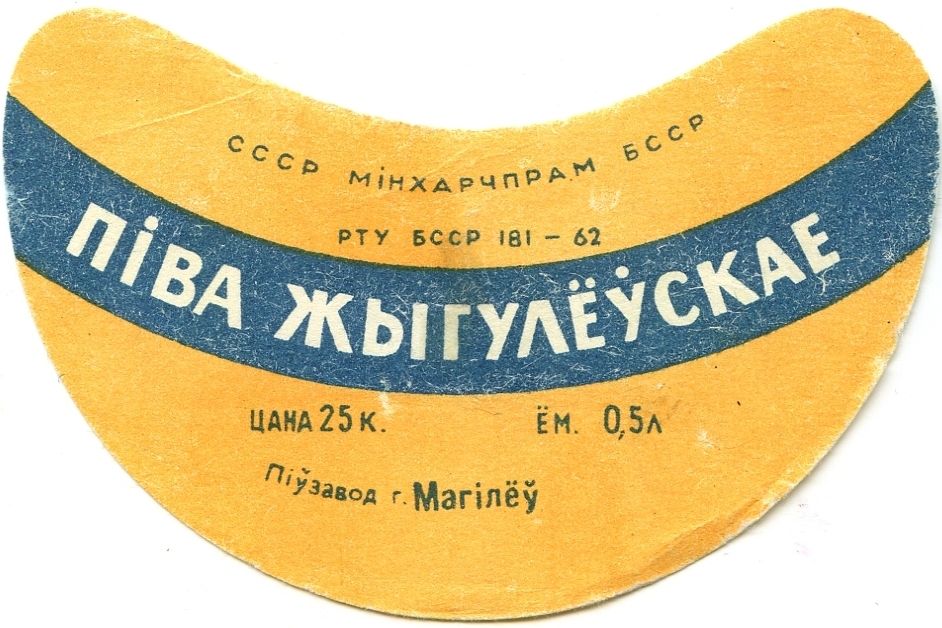 СССР МІНХАРЧПРАМ БССР
РТУ БССР 181 – 62
ПІВА ЖЫГУЛЁЎСКАЕ
ЦАНА 25 К. ЁМ. 0,5л
Піўзавод г. Магілёў